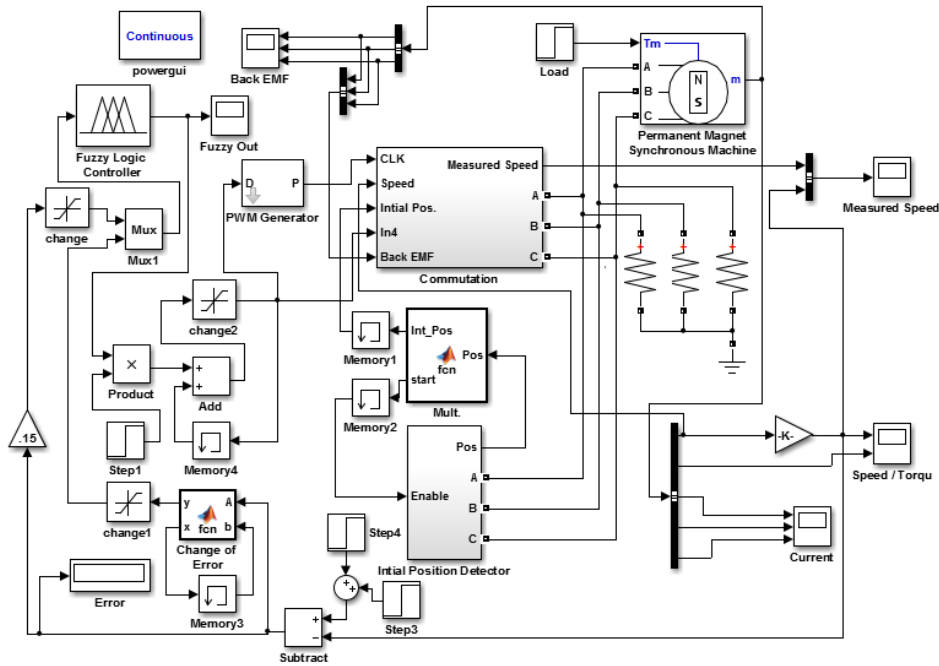 Continuous
powergui
Back EMF
Load
Tm
A
B
C
m
N
S
Permanent Magnet
Synchronous Machine
Fuzzy Logic
Controller
Fuzzy Out
D
P
PWM Generator
CLK
Speed
Intial Pos.
In4
Back EMF
Measured Speed
A
B
C
Commutation
Measured Speed
change
Mux
Mux1
change2
×
Product
+
+
Add
Step1
Memory4
.15
Memory1
Int_Pos
fcn
Pos
start
Mult.
Memory2
Pos
Enable
A
B
C
Intial Position Detector
-K-
Speed / Torqu
Current
change1
y
x
fcn
A
b
Change of
Error
Memory3
Error
Step4
+
+
Step3
+
−
Subtract